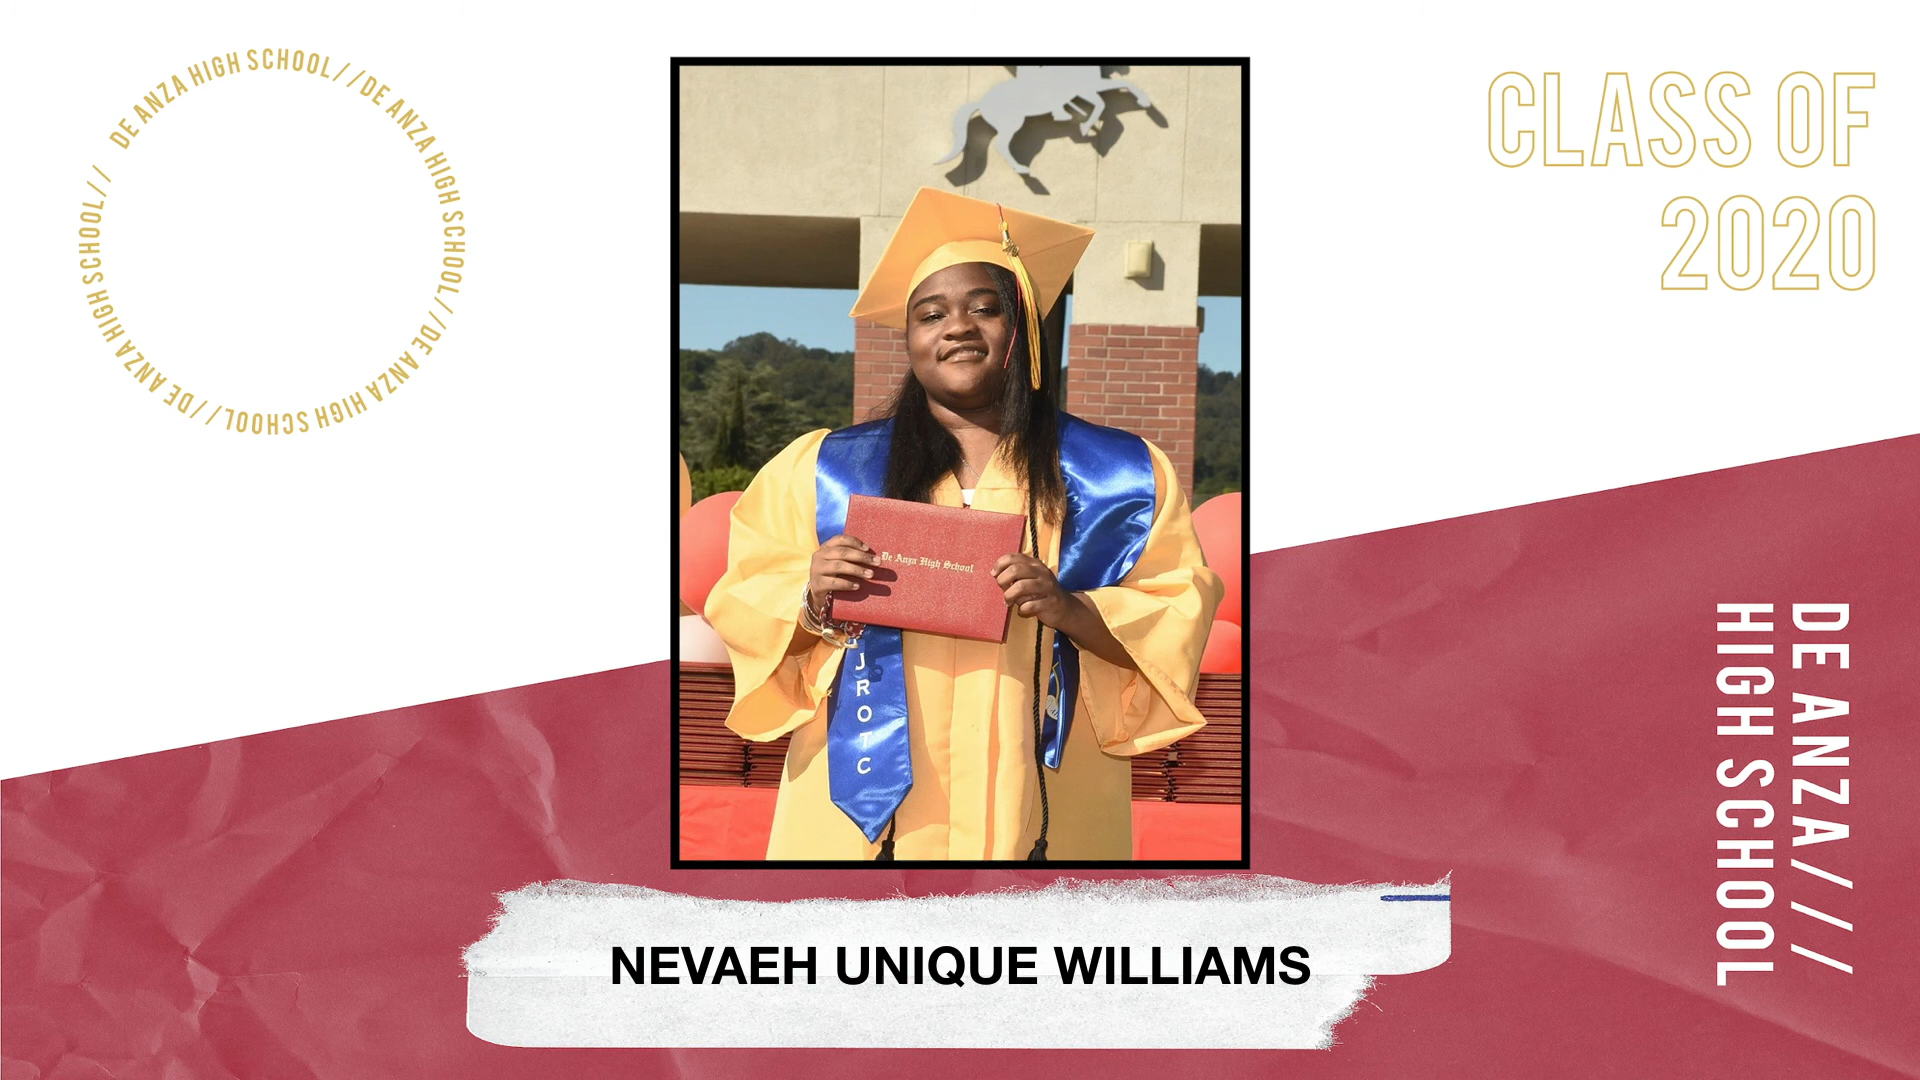 DE ANZA HIGH SCHOOL//DE ANZA HIGH SCHOOL//DE ANZA HIGH SCHOOL//DE ANZA HIGH SCHOOL//
CLASS OF
2020
De Anza High School
JROTC
DE ANZA///
HIGH SCHOOL
NEVAEH UNIQUE WILLIAMS